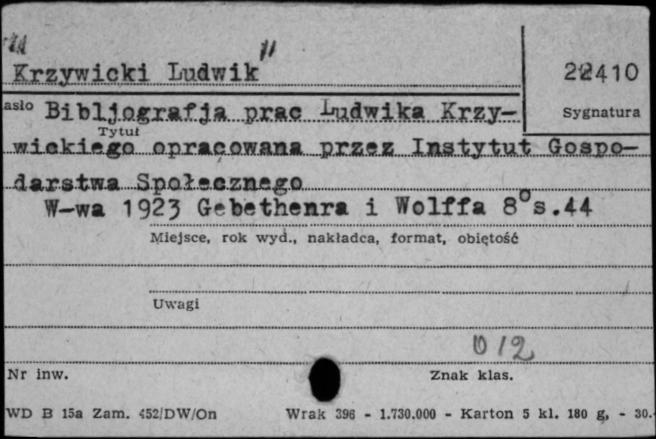 " Krzywicki Ludwik "
22410
asło Bibljografja prac Ludwika Krzy-
Sygnatura
Tytuł
wickiego opracowana przez Instytut Gospo-
darstwa Społecznego
W-wa 1923 Gebethenra i Wolffa 8° s.44
Miejsce, rok wyd., nakładca, format, objętość
Uwagi
012
Nr inw.
Znak klas.
WD B 15a Zam. 452/DW/On Wrak 396 - 1.730.000 - Karton 5 kl. 180 g. - 30.